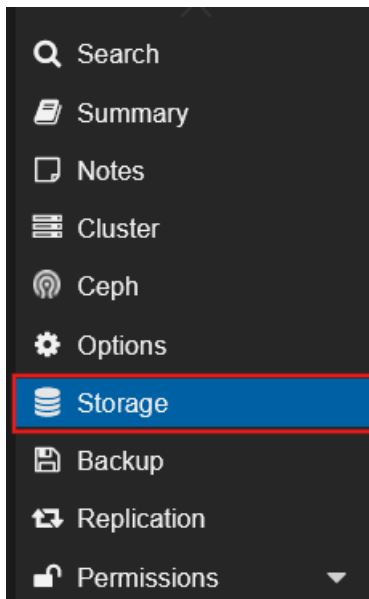 Search
Summary
Notes
Cluster
Ceph
Options
Storage
Backup
Replication
Permissions